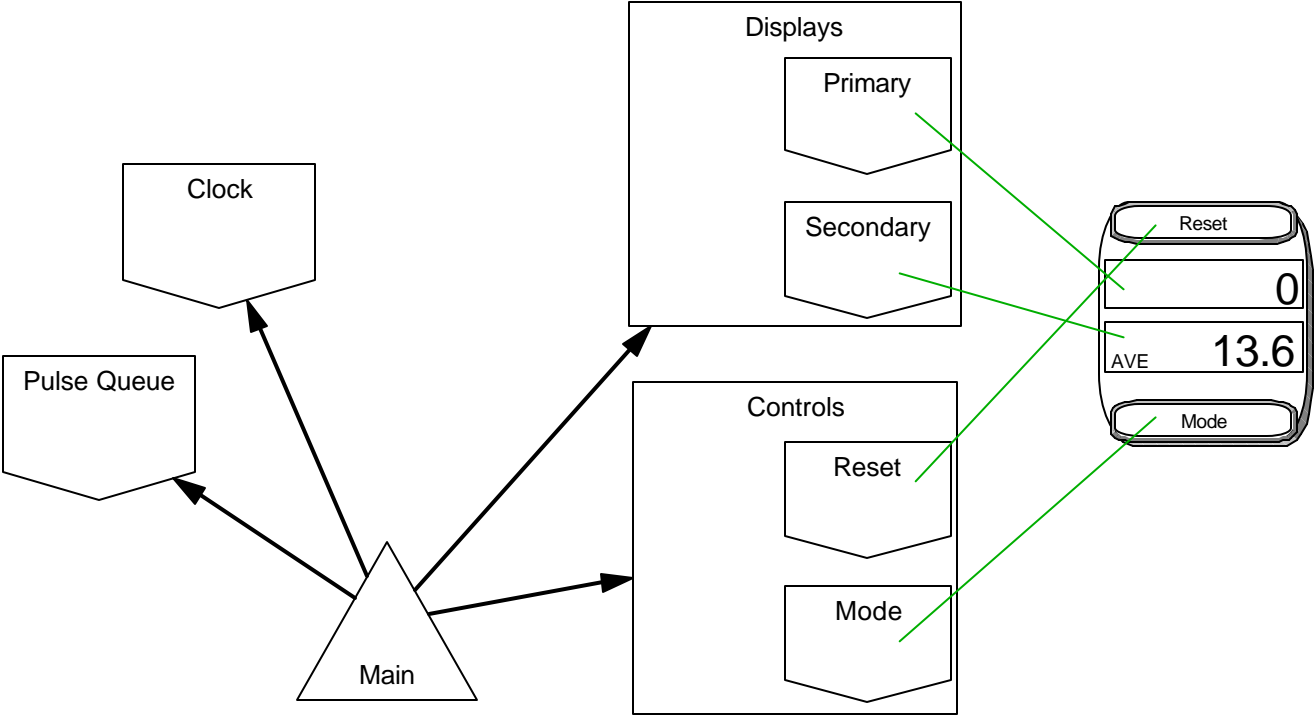 Displays
Primary
Secondary
Clock
Pulse Queue
Main
Controls
Reset
Mode
Reset
0
AVE 13.6
Mode